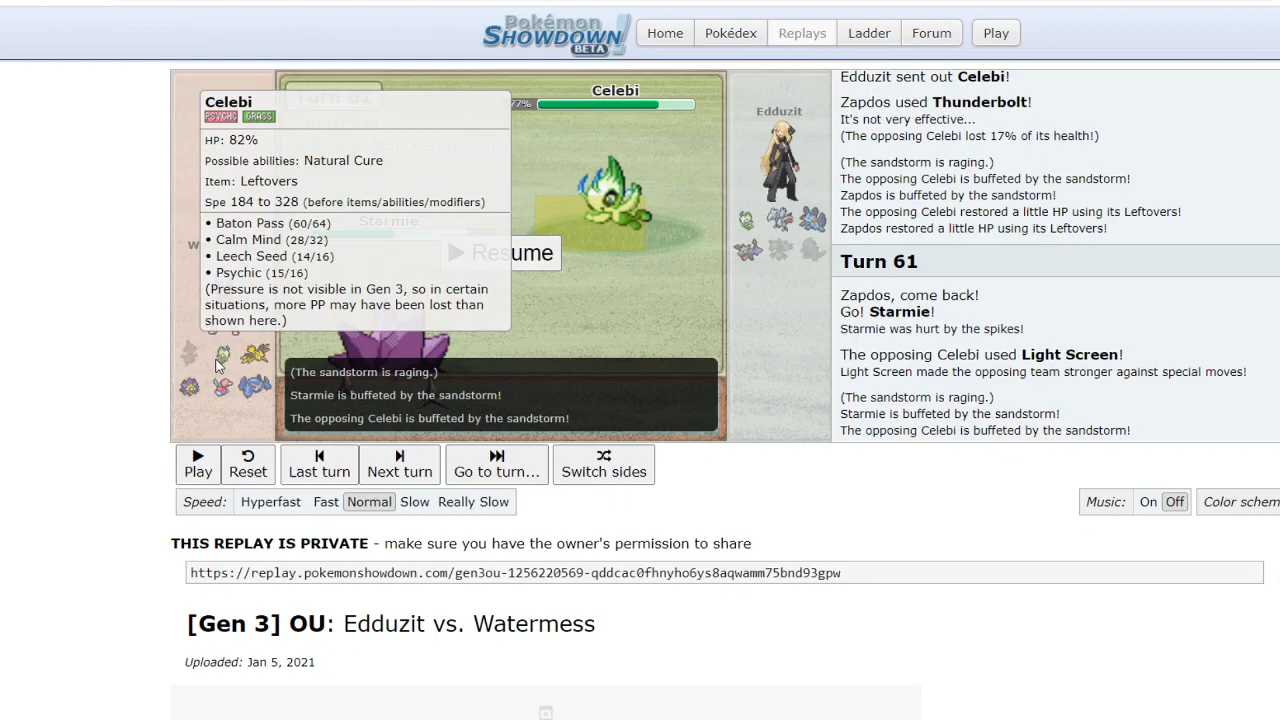 Pokémon
SHOWDOWN!
BETA
Home
Pokédex
Replays
Ladder
Forum
Play
Celebi
PSYCHC GRASS
HP: 82%
Possible abilities: Natural Cure
Item: Leftovers
Spe 184 to 328 (before items/abilities/modifiers)
• Baton Pass (60/64)
• Calm Mind (28/32)
• Leech Seed (14/16)
• Psychic (15/16)
(Pressure is not visible in Gen 3, so in certain
situations, more PP may have been lost than
shown here.)
Turn 61
Celebi
77%
Starmie
Resume
(The sandstorm is raging.)
Starmie is buffeted by the sandstorm!
The opposing Celebi is buffeted by the sandstorm!
Edduzit
Edduzit sent out Celebi!
Zapdos used Thunderbolt!
It's not very effective...
(The opposing Celebi lost 17% of its health!)
(The sandstorm is raging.)
The opposing Celebi is buffeted by the sandstorm!
Zapdos is buffeted by the sandstorm!
The opposing Celebi restored a little HP using its Leftovers!
Zapdos restored a little HP using its Leftovers!
Turn 61
Zapdos, come back!
Go! Starmie!
Starmie was hurt by the spikes!
The opposing Celebi used Light Screen!
Light Screen made the opposing team stronger against special moves!
(The sandstorm is raging.)
Starmie is buffeted by the sandstorm!
The opposing Celebi is buffeted by the sandstorm!
Play
Reset
Last turn
Next turn
Go to turn...
Switch sides
Speed: Hyperfast Fast Normal Slow Really Slow
Music: On Off
Color schem
THIS REPLAY IS PRIVATE - make sure you have the owner's permission to share
https://replay.pokemonshowdown.com/gen3ou-1256220569-qddcac0fhnyho6ys8aqwamm75bnd93gpw
[Gen 3] OU: Edduzit vs. Watermess
Uploaded: Jan 5, 2021